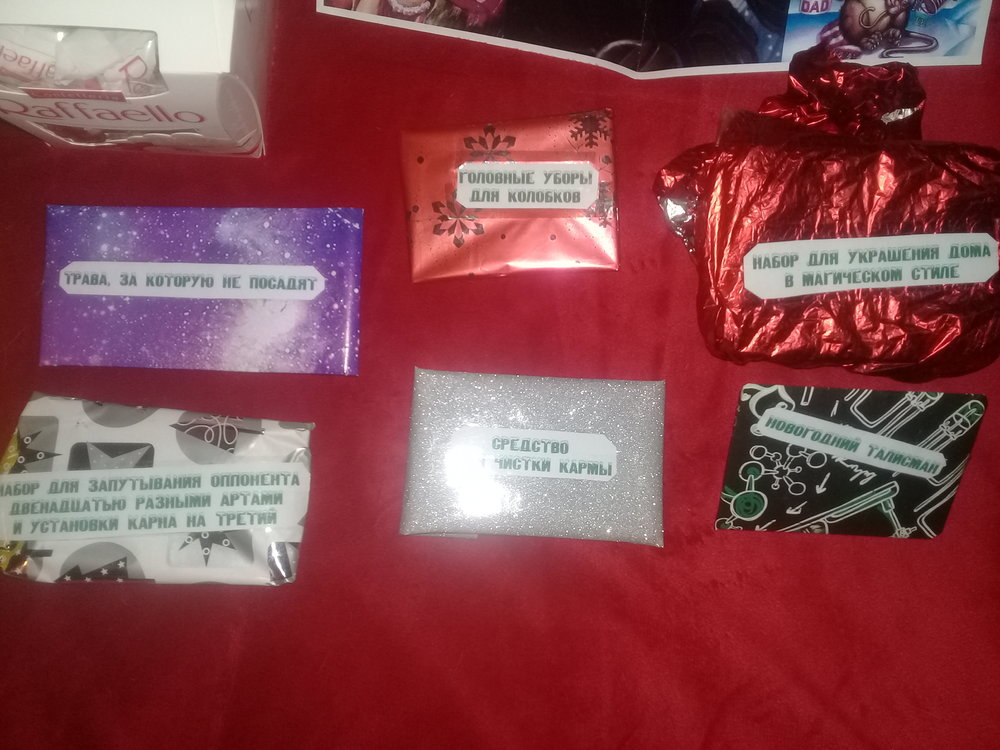 Raffaello
DAD
ГОЛОВНЫЕ УБОРЫ
ДЛЯ КОЛОБКОВ
НАБОР ДЛЯ УКРАШЕНИЯ ДОМА
В МАГИЧЕСКОМ СТИЛЕ
ТРАВА, ЗА КОТОРУЮ НЕ ПОСАДЯТ
НАБОР ДЛЯ ЗАПУТЫВАНИЯ ОППОНЕНТА
ДВЕНАДЦАТЬЮ РАЗНЫМИ АРТАМИ
И УСТАНОВКИ КАРНА НА ТРЕТИЙ
СРЕДСТВО
ЧИСТКИ КАРМЫ
НОВОГОДНИЙ ТАЛИСМАН